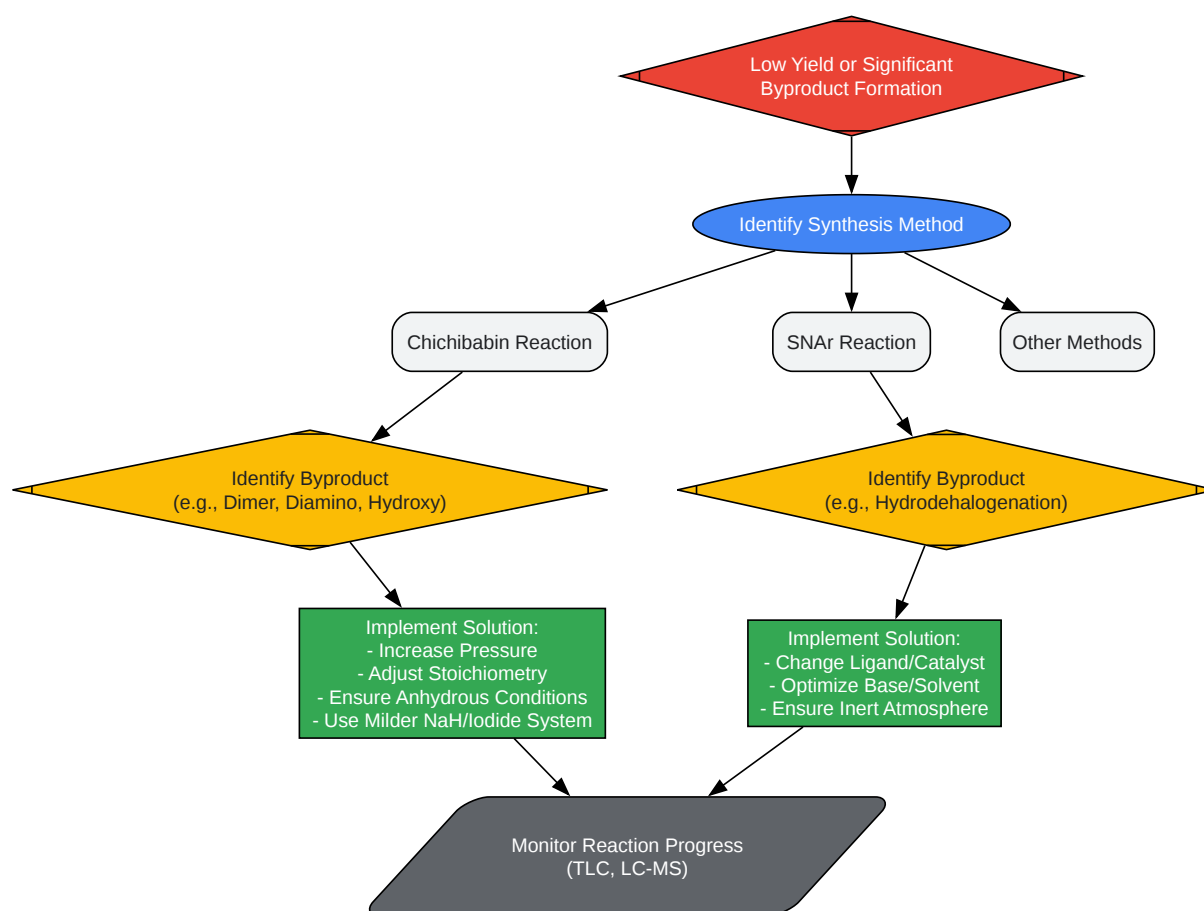 Low Yield or Significant
Byproduct Formation
Identify Synthesis Method
Chichibabin Reaction
SNAr Reaction
Other Methods
Identify Byproduct
(e.g., Dimer, Diamino, Hydroxy)
Identify Byproduct
(e.g., Hydrodehalogenation)
Implement Solution:
- Increase Pressure
- Adjust Stoichiometry
- Ensure Anhydrous Conditions
- Use Milder NaH/Iodide System
Implement Solution:
- Change Ligand/Catalyst
- Optimize Base/Solvent
- Ensure Inert Atmosphere
Monitor Reaction Progress
(TLC, LC-MS)